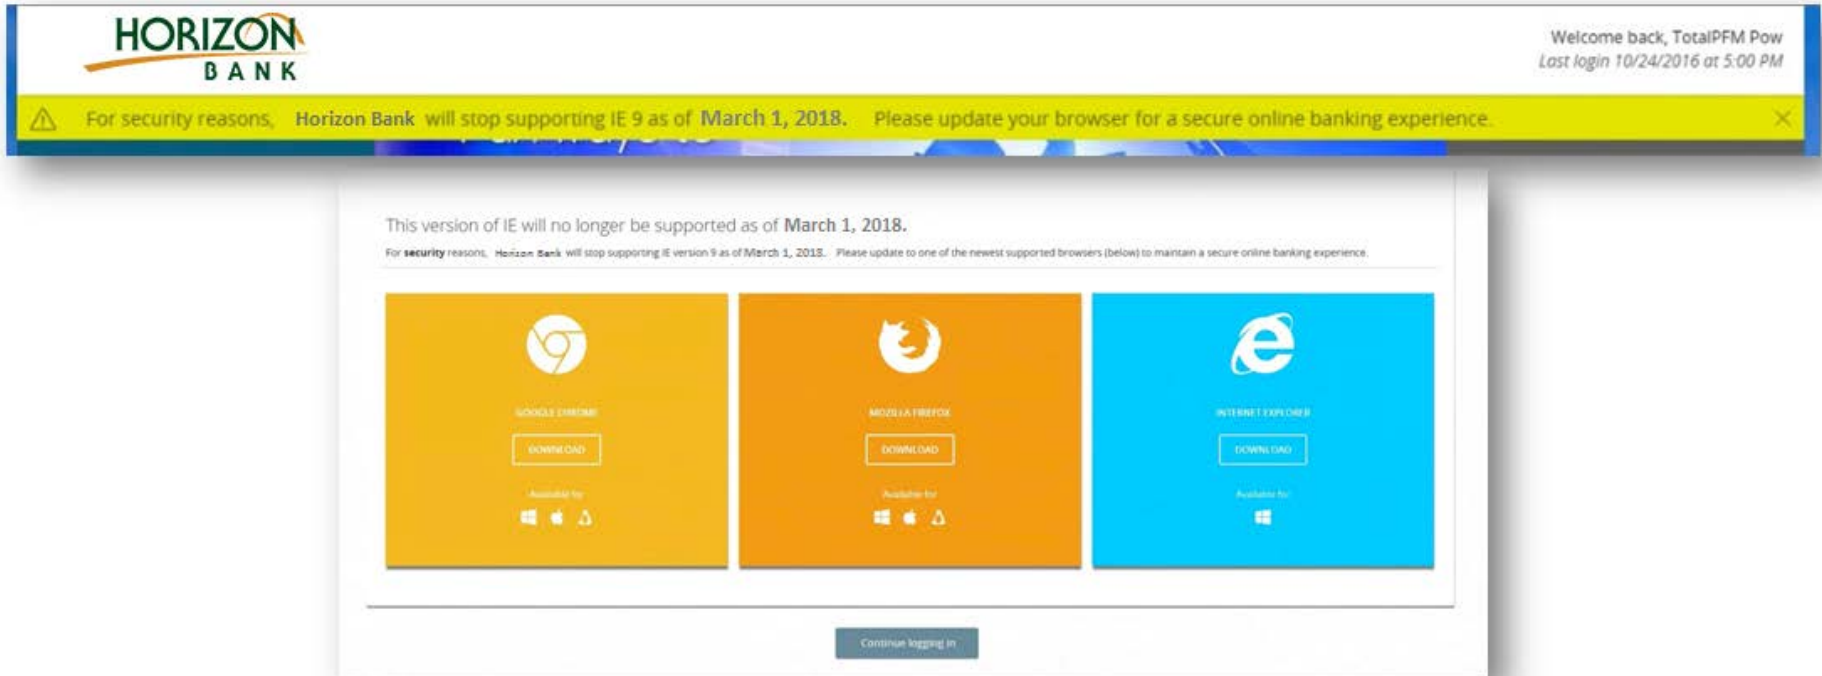 HORIZON
BANK
Welcome back, TotalPFM Pow
Last login 10/24/2016 at 5:00 PM
For security reasons, Horizon Bank will stop supporting IE 9 as of March 1, 2018. Please update your browser for a secure online banking experience.
This version of IE will no longer be supported as of March 1, 2018.
For security reasons, Horizon Bank will stop supporting IE version 9 as of March 1, 2018. Please update to one of the newest supported browsers (below) to maintain a secure online banking experience.
GOOGLE CHROME
DOWNLOAD
Available for
MOZILLA FIREFOX
DOWNLOAD
Available for
INTERNET EXPLORER
DOWNLOAD
Available for
Continue logging in